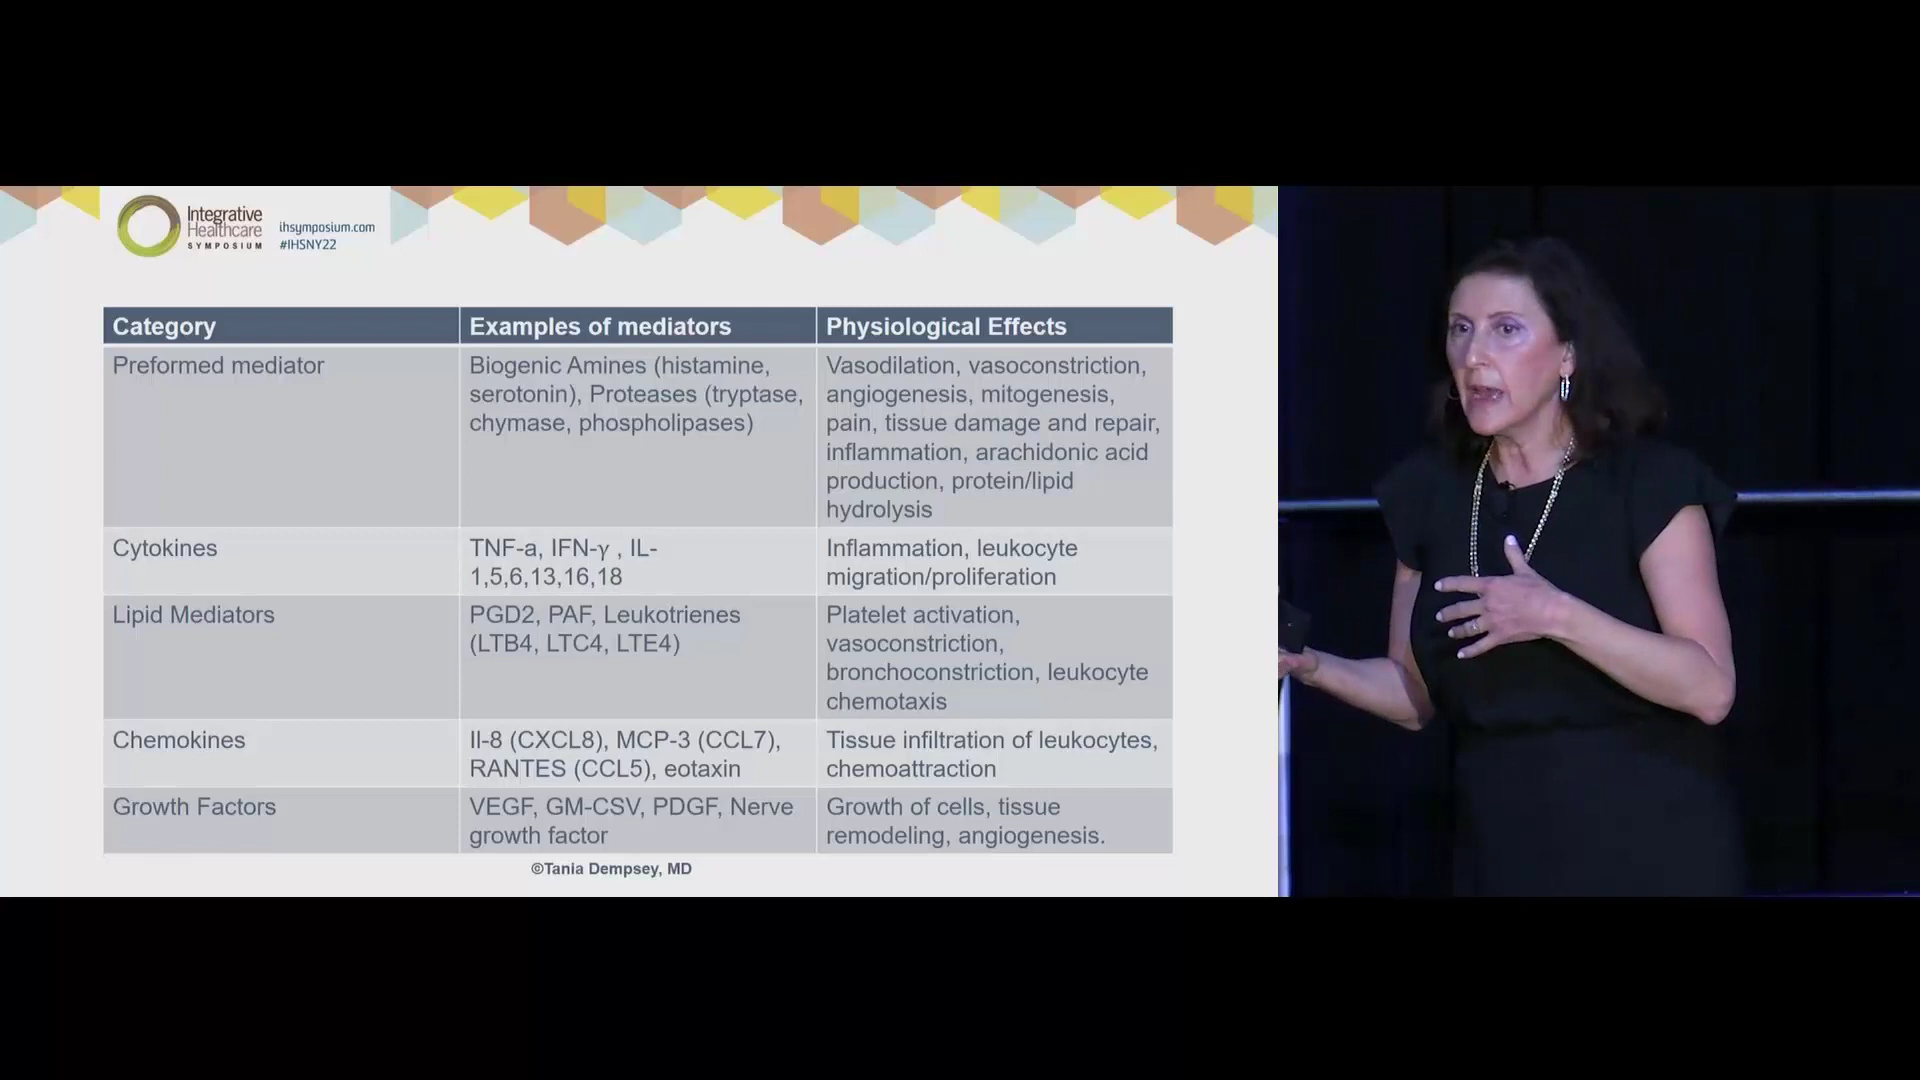 Integrative
Healthcare
SYMPOSIUM
ihsymposium.com
#IHSNY22
Category
Examples of mediators
Physiological Effects
Preformed mediator
Biogenic Amines (histamine,
serotonin), Proteases (tryptase,
chymase, phospholipases)
Vasodilation, vasoconstriction,
angiogenesis, mitogenesis,
pain, tissue damage and repair,
inflammation, arachidonic acid
production, protein/lipid
hydrolysis
Cytokines
TNF-a, IFN-γ , IL-
1,5,6,13,16,18
Inflammation, leukocyte
migration/proliferation
Lipid Mediators
PGD2, PAF, Leukotrienes
(LTB4, LTC4, LTE4)
Platelet activation,
vasoconstriction,
bronchoconstriction, leukocyte
chemotaxis
Chemokines
Il-8 (CXCL8), MCP-3 (CCL7),
RANTES (CCL5), eotaxin
Tissue infiltration of leukocytes,
chemoattraction
Growth Factors
VEGF, GM-CSV, PDGF, Nerve
growth factor
Growth of cells, tissue
remodeling, angiogenesis.
©Tania Dempsey, MD